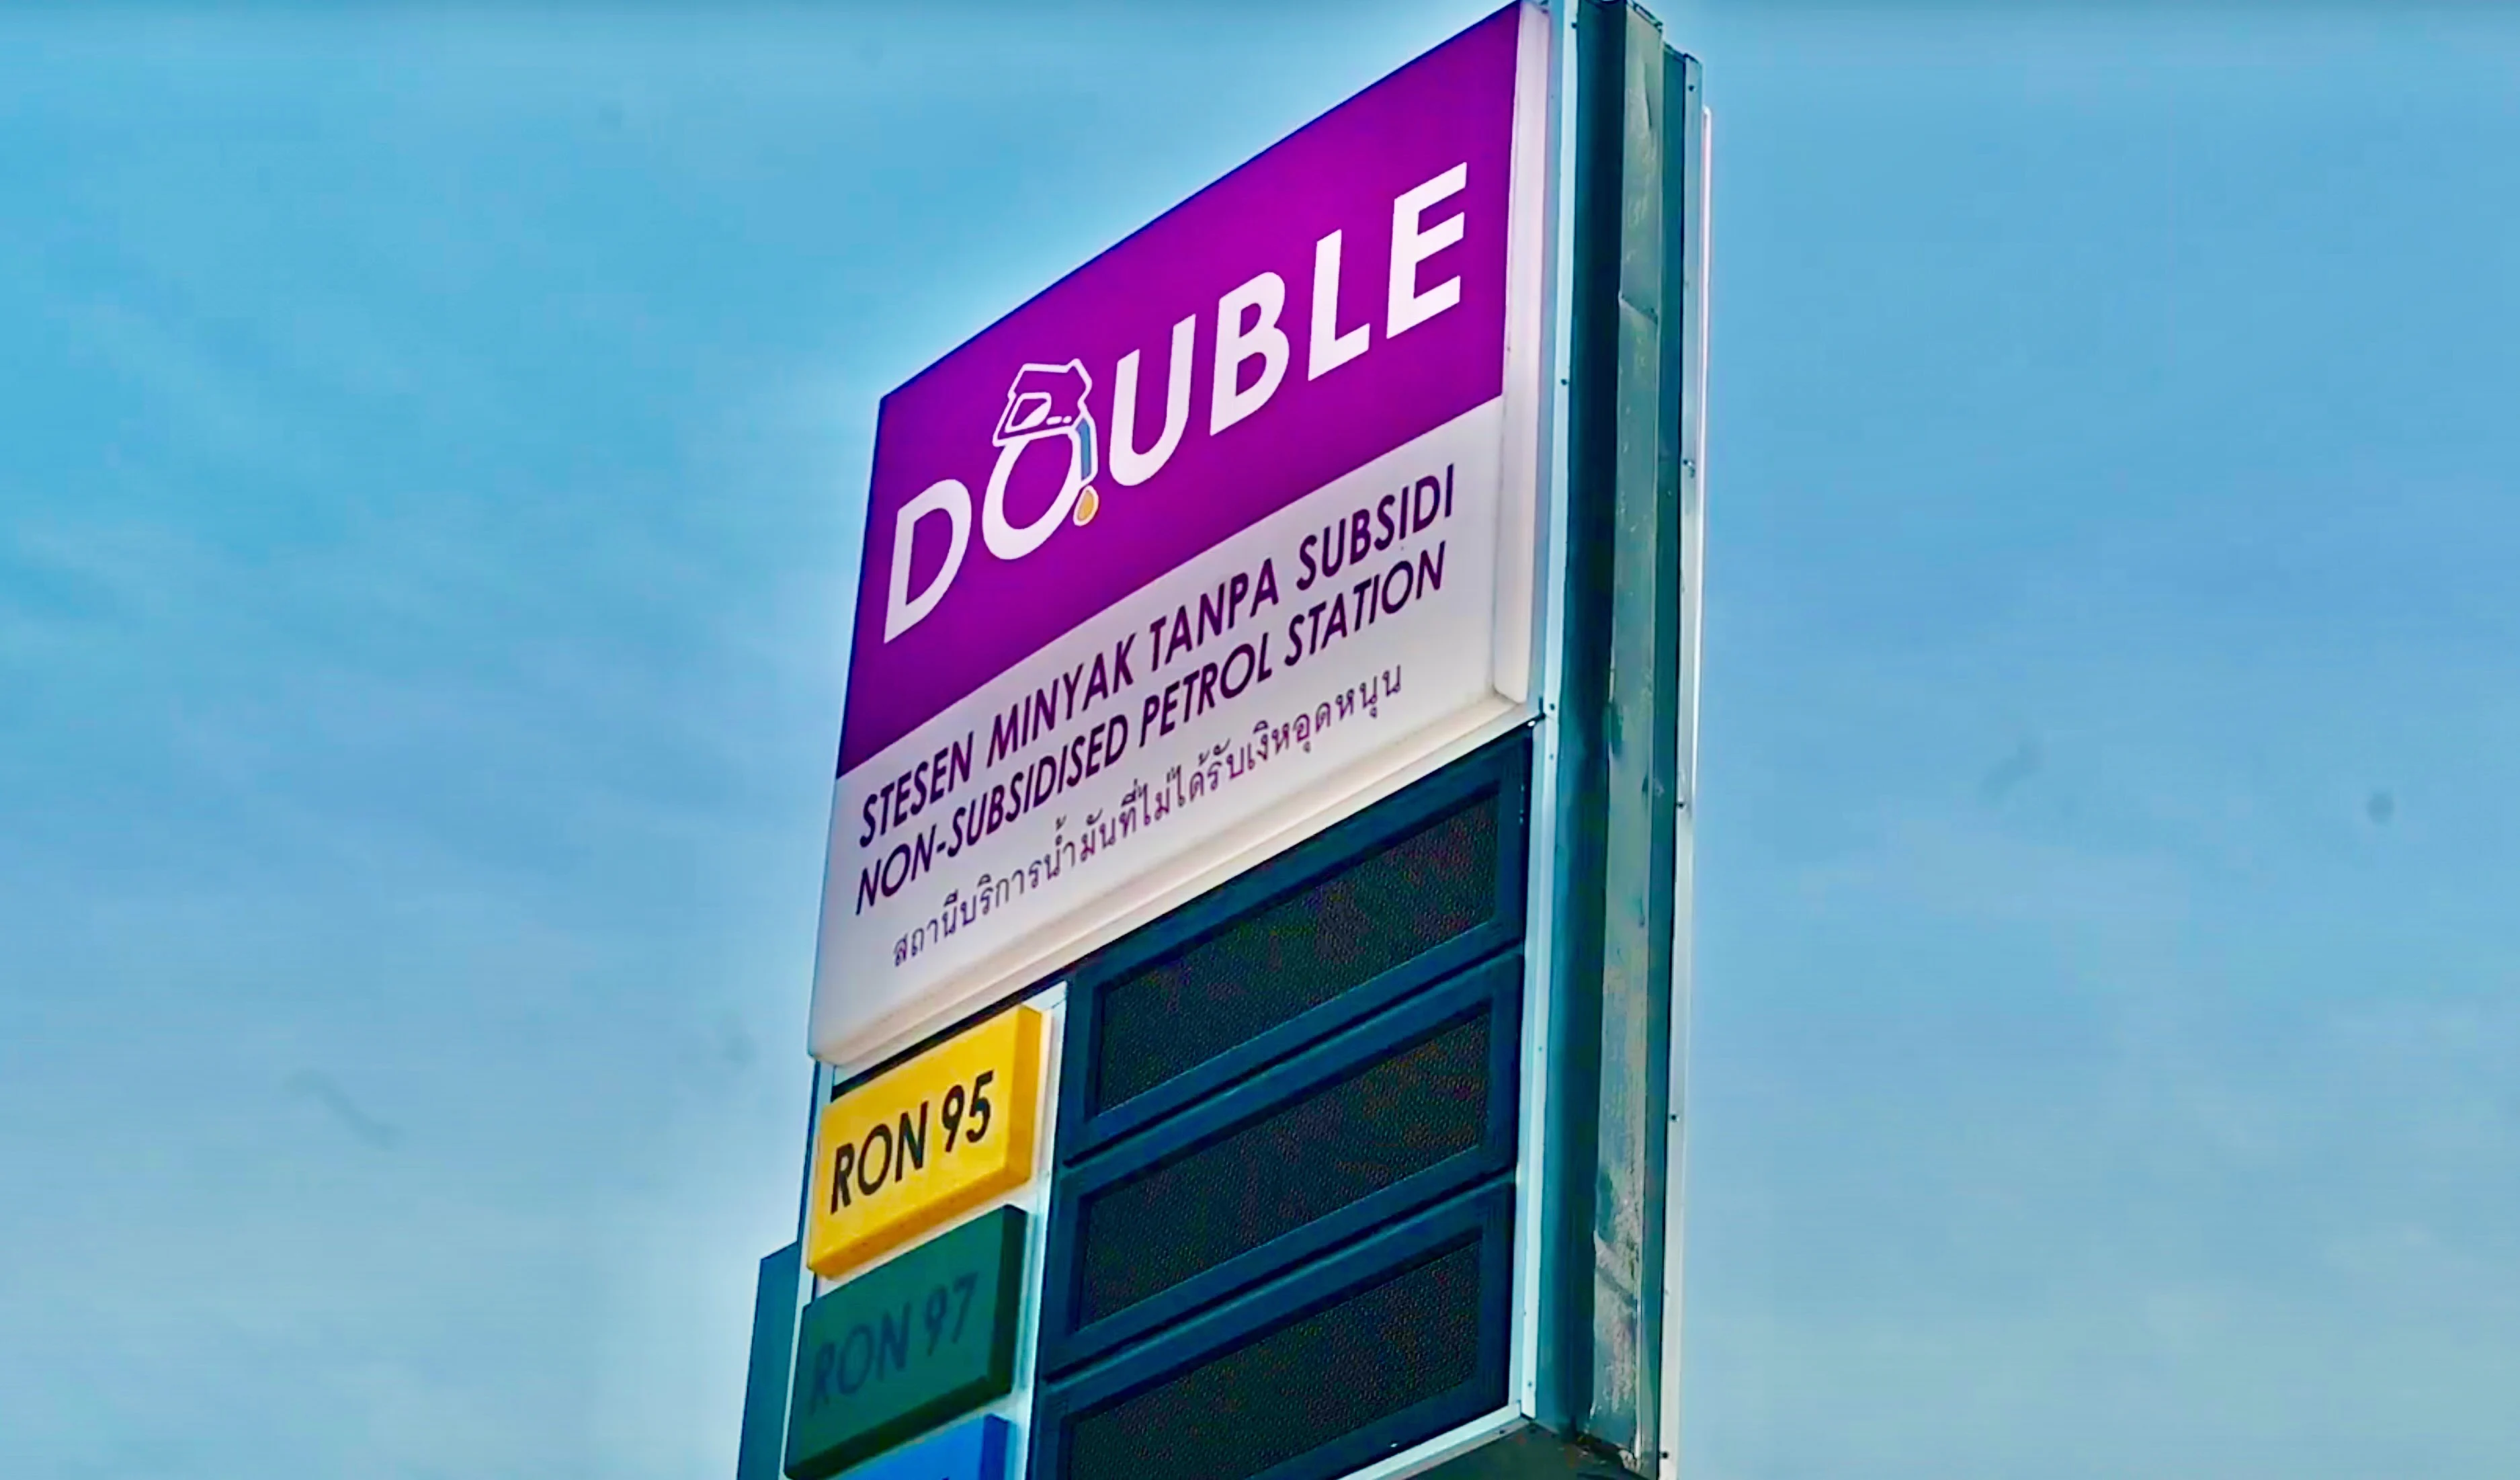 DOUBLE
STESEN MINYAK TANPA SUBSIDI
NON-SUBSIDISED PETROL STATION
สถานีบริการน้ำมันที่ไม่ได้รับเงิหอุดหนุน
RON 95
RON 97